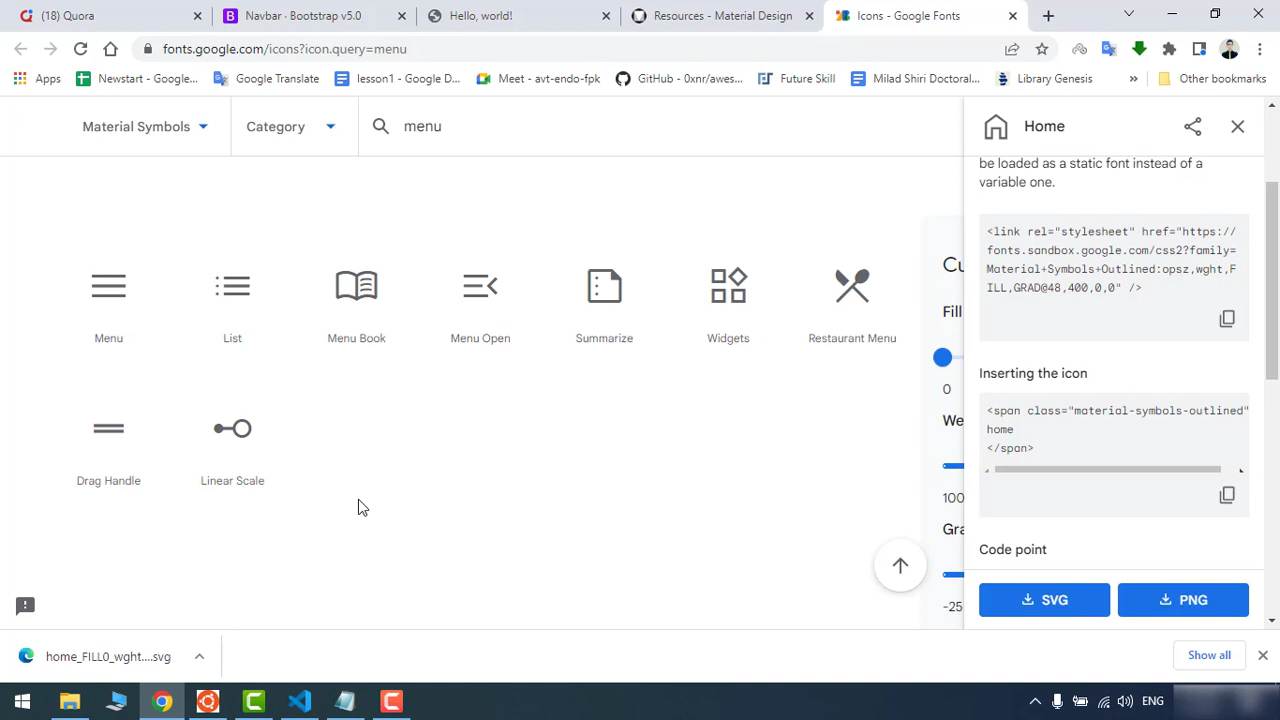 (18) Quora
Navbar · Bootstrap v5.0
Hello, world!
Resources - Material Design
Icons - Google Fonts
fonts.google.com/icons?icon.query=menu
Apps
Newstart - Google...
Google Translate
lesson1 - Google D...
Meet - avt-endo-fpk
GitHub - 0xnr/awes...
Future Skill
Milad Shiri Doctoral...
Library Genesis
»
Other bookmarks
Material Symbols
Category
menu
Home
be loaded as a static font instead of a
variable one.
<link rel="stylesheet" href="https://
fonts.sandbox.google.com/css2?family=
Material+Symbols+Outlined:opsz,wght,F
ILL,GRAD@48,400,0,0" />
Menu
List
Menu Book
Menu Open
Summarize
Widgets
Restaurant Menu
Cu
Fill
0
We
100
Gra
-25
Inserting the icon
<span class="material-symbols-outlined"
home
</span>
Drag Handle
Linear Scale
Code point
SVG
PNG
home_FILL0_wght....svg
Show all
ENG